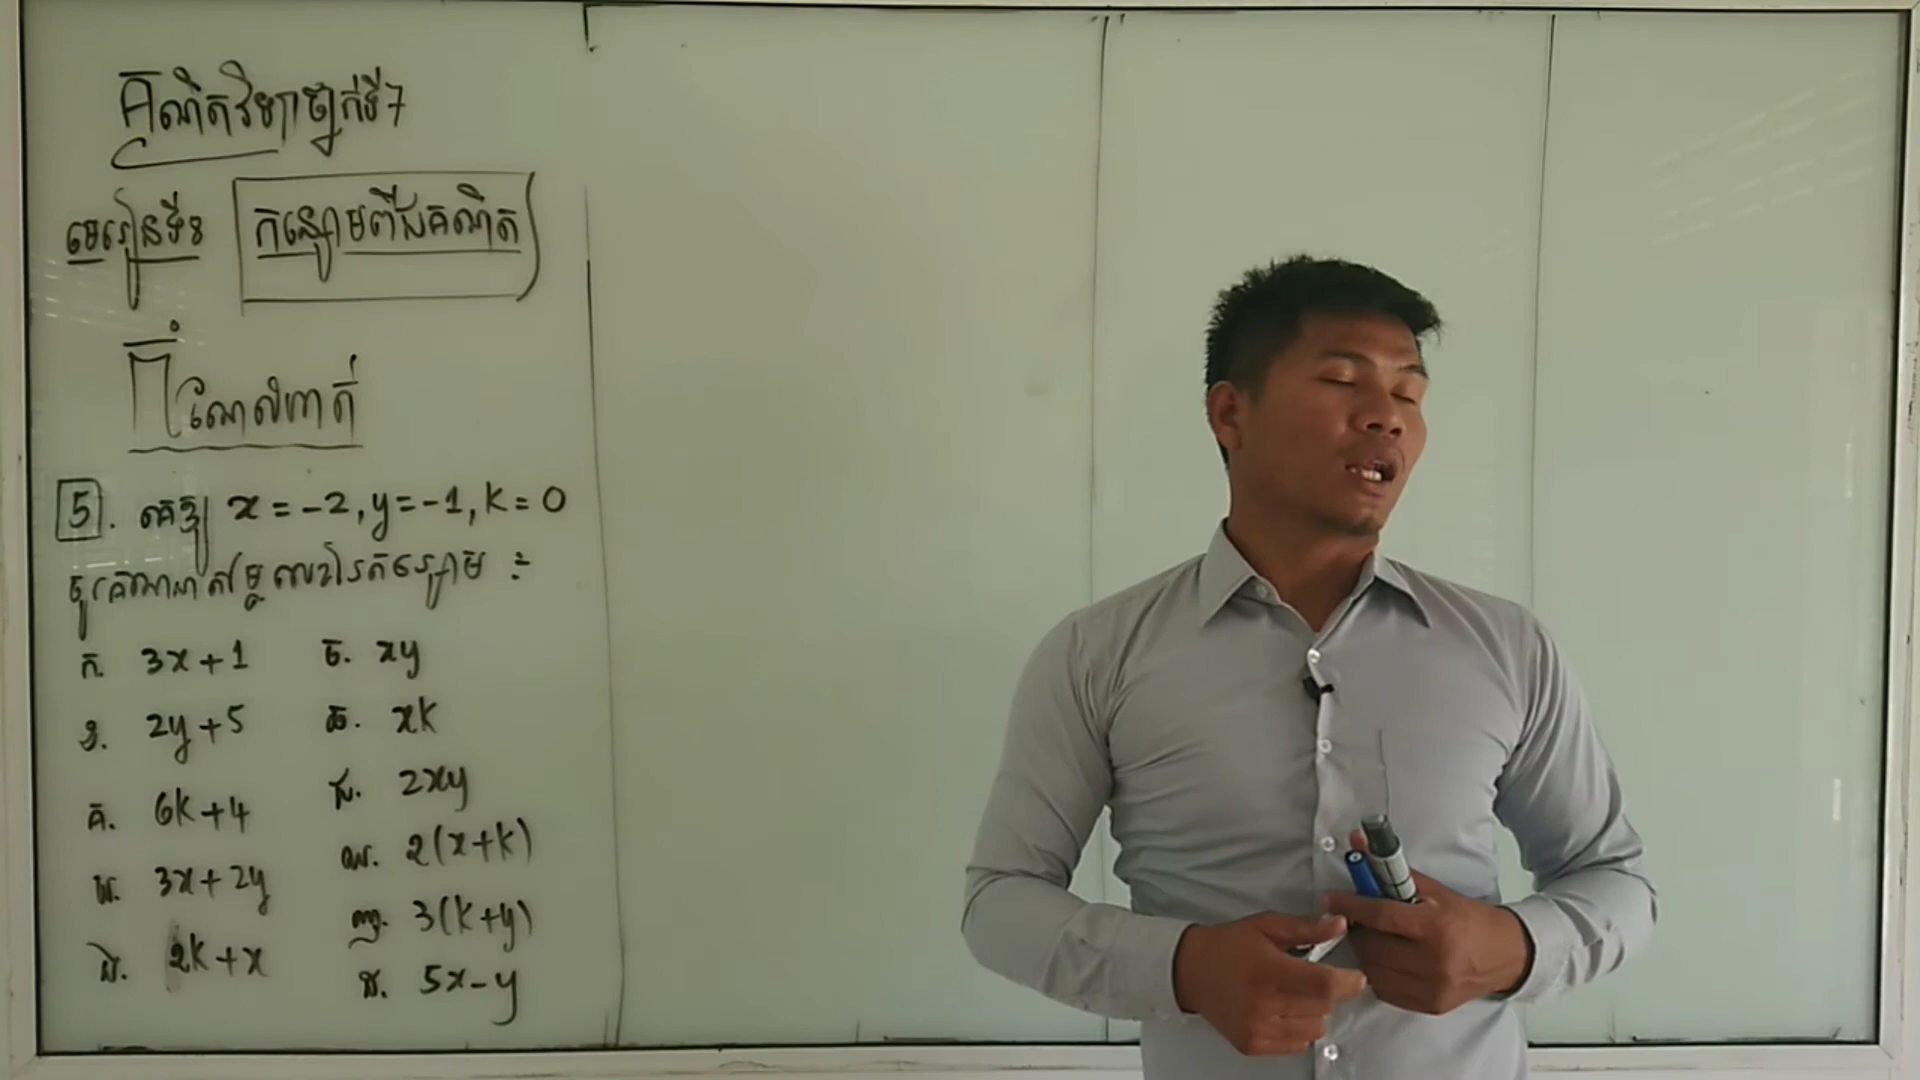 គណិតវិទ្យាថ្នាក់ទី7
មេរៀនទី៖ កន្សោមពីជគណិត
កំណែលំហាត់
5. គេឱ្យ x = -2, y = -1, k = 0
ចូរគណនាតម្លៃលេខនៃកន្សោម ៖
ក. 3x + 1
ខ. 2y + 5
គ. 6k + 4
ឃ. 3x + 2y
ង. 2k + x
ច. xy
ឆ. xk
ជ. 2xy
ឈ. 2(x + k)
ញ. 3(k + y)
ដ. 5x - y